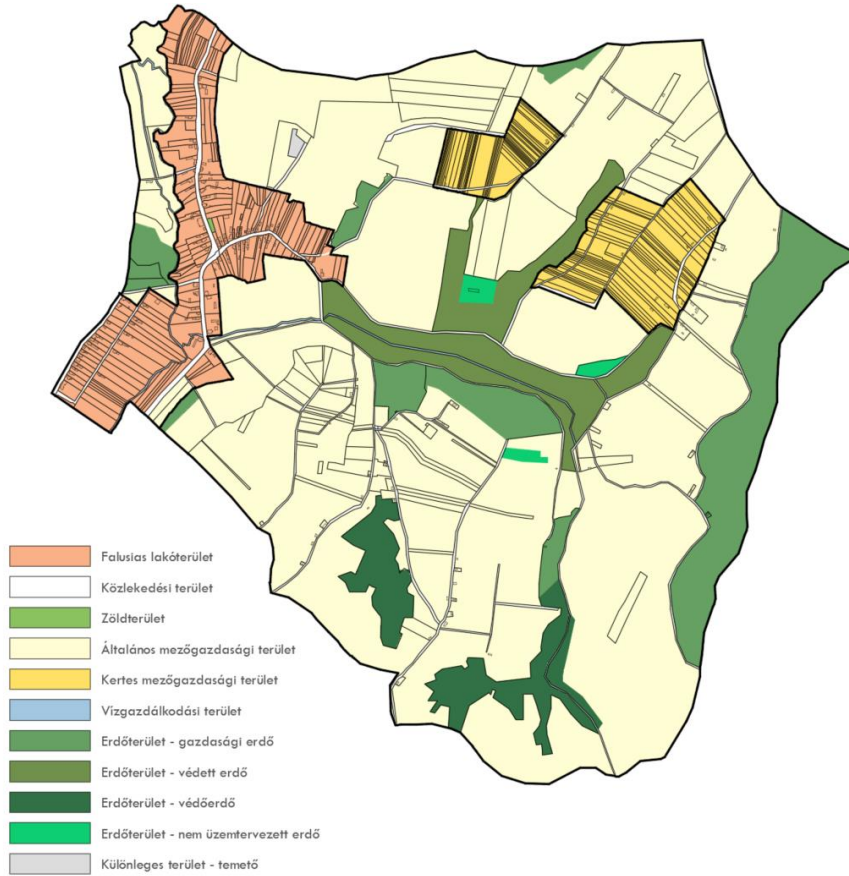 Falusias lakóterület
Közlekedési terület
Zöldterület
Általános mezőgazdasági terület
Kertes mezőgazdasági terület
Vízgazdálkodási terület
Erdőterület - gazdasági erdő
Erdőterület - védett erdő
Erdőterület - védőerdő
Erdőterület - nem üzemtervezett erdő
Különleges terület - temető